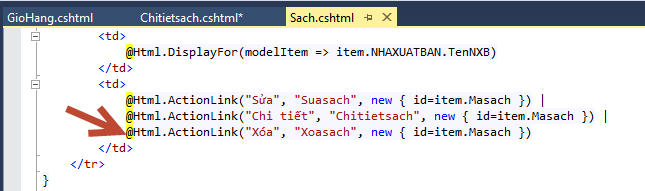 GioHang.cshtml Chitietsach.cshtml* Sach.cshtml
<td>
@Html.DisplayFor(modelItem => item.NHAXUATBAN.TenNXB)
</td>
<td>
@Html.ActionLink("Sửa", "Suasach", new { id=item.Masach }) |
@Html.ActionLink("Chi tiết", "Chitietsach", new { id=item.Masach }) |
@Html.ActionLink("Xóa", "Xoasach", new { id=item.Masach })
</td>
</tr>
}